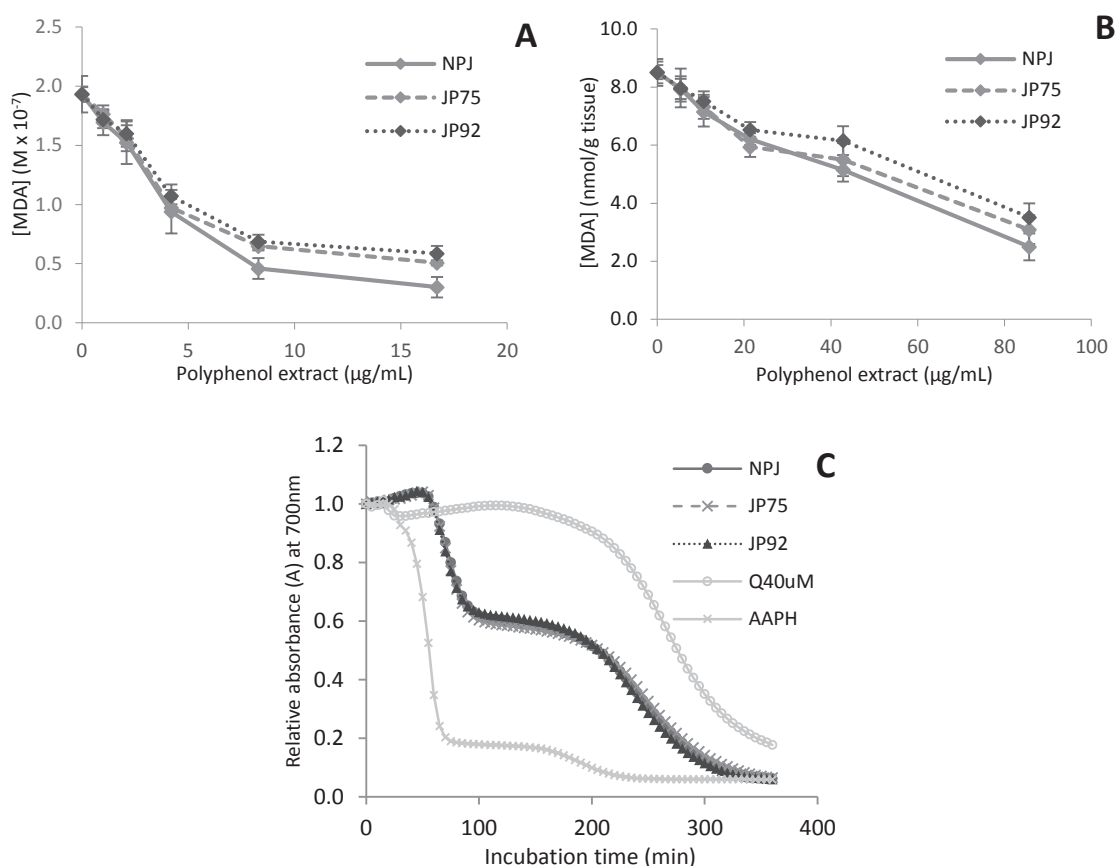 A
[MDA] (M x 10⁻⁷)
2.5
2.0
1.5
1.0
0.5
0.0
0
5
10
15
20
Polyphenol extract (µg/mL)
NPJ
JP75
JP92
B
[MDA] (nmol/g tissue)
10.0
8.0
6.0
4.0
2.0
0.0
0
20
40
60
80
100
Polyphenol extract (µg/mL)
NPJ
JP75
JP92
C
Relative absorbance (A) at 700nm
1.2
1.0
0.8
0.6
0.4
0.2
0.0
0
100
200
300
400
Incubation time (min)
NPJ
JP75
JP92
Q40uM
AAPH